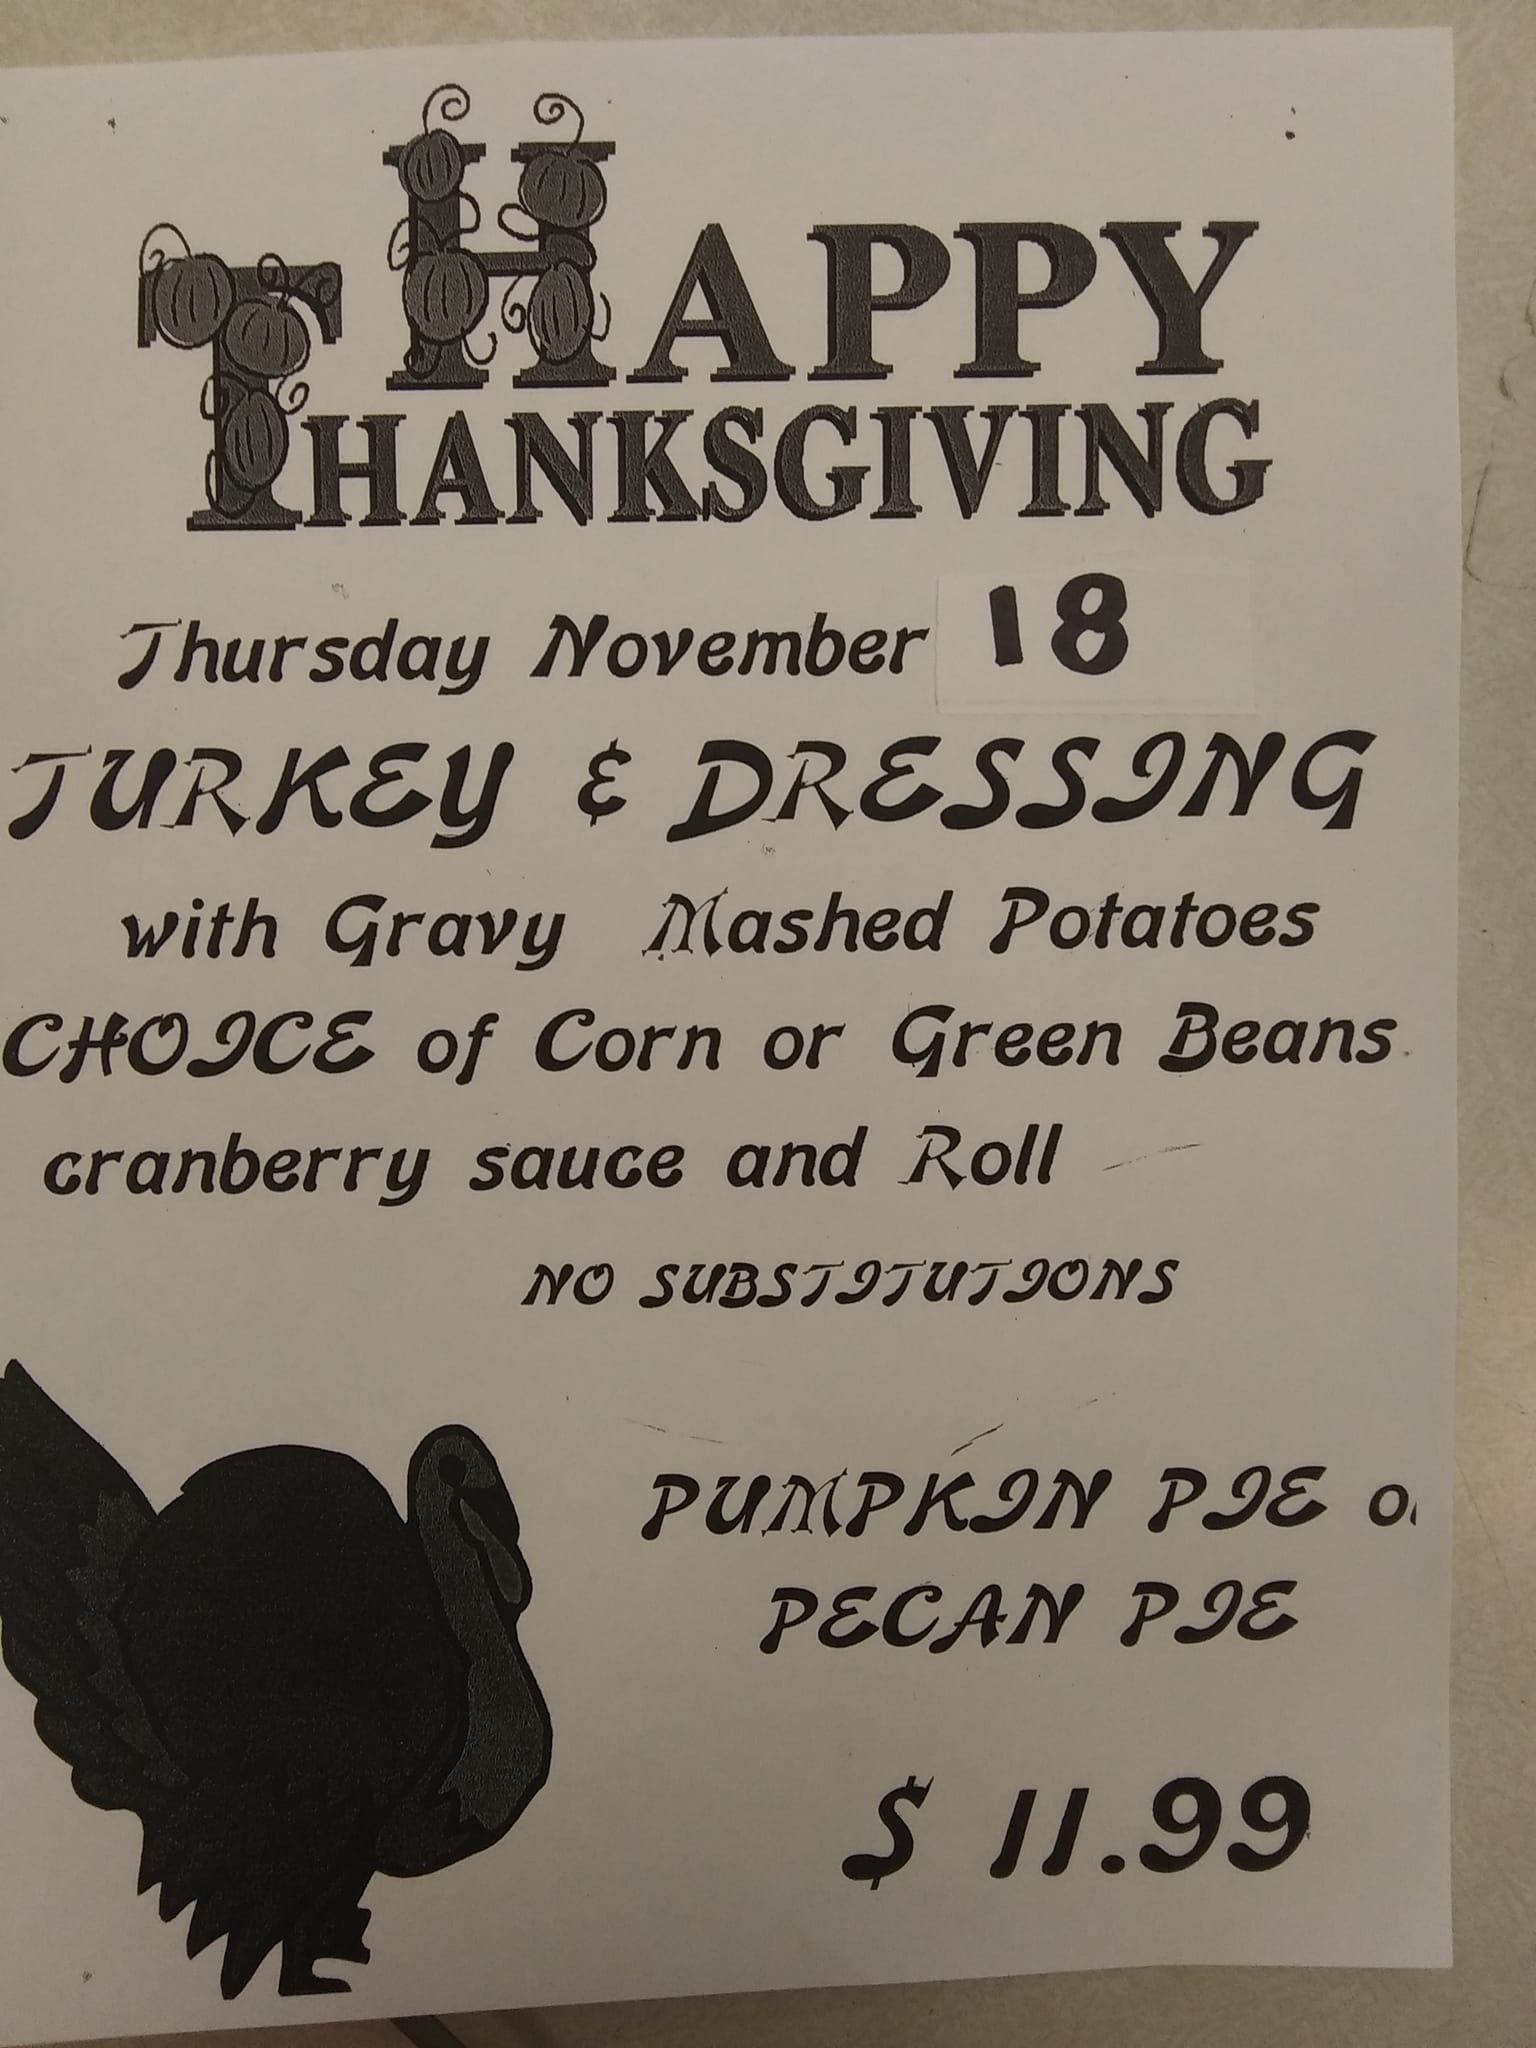 HAPPY
THANKSGIVING
Thursday November 18
TURKEY & DRESSING
with Gravy Mashed Potatoes
CHOICE of Corn or Green Beans
cranberry sauce and Roll
NO SUBSTITUTIONS
PUMPKIN PIE
PECAN PIE
$ 11.99